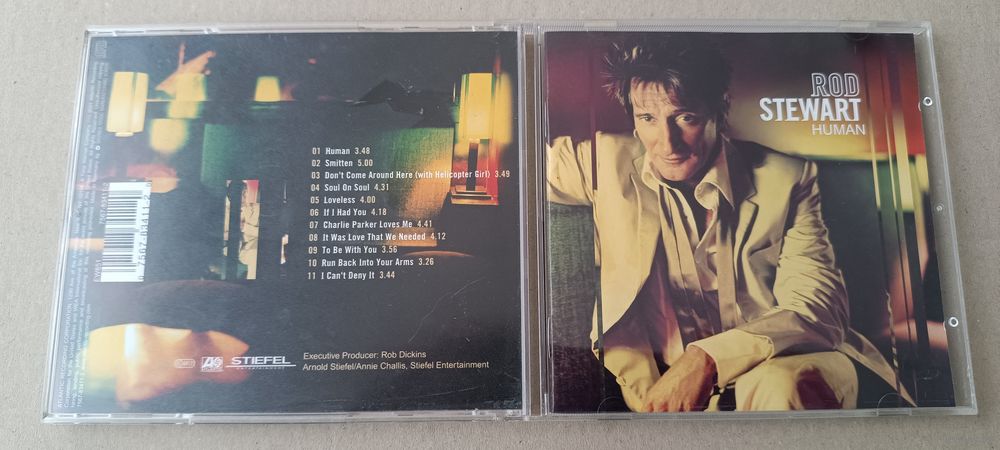 01 Human 3.48
02 Smitten 5.00
03 Don't Come Around Here (with Helicopter Girl) 3.49
04 Soul On Soul 4.31
05 Loveless 4.00
06 If I Had You 4.18
07 Charlie Parker Loves Me 4.41
08 It Was Love That We Needed 4.12
09 To Be With You 3.56
10 Run Back Into Your Arms 3.26
11 I Can't Deny It 3.44
STIEFEL
ENTERTAINMENT
Executive Producer: Rob Dickins
Arnold Stiefel/Annie Challis, Stiefel Entertainment
ROD
STEWART
HUMAN